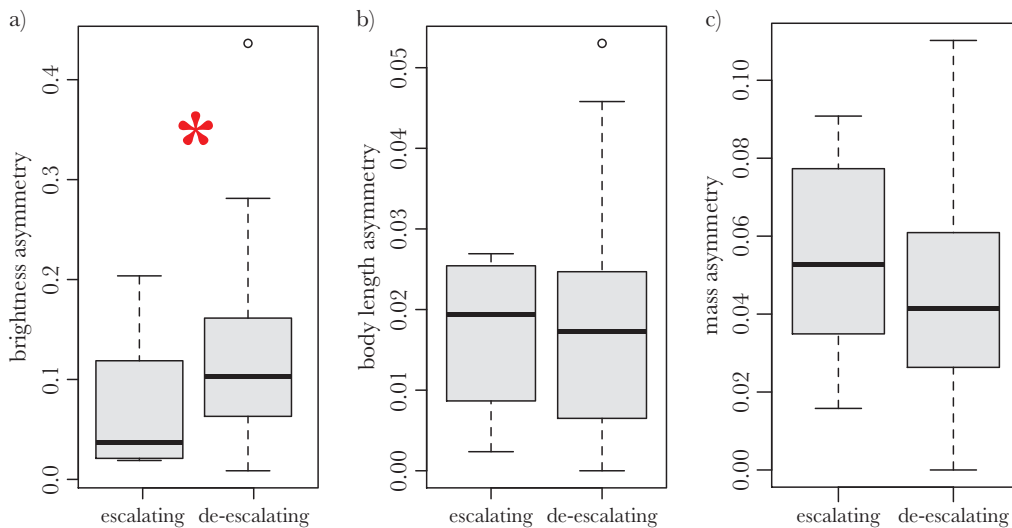 a)
brightness asymmetry
0.0
0.1
0.2
0.3
0.4
*
escalating
de-escalating
b)
body length asymmetry
0.00
0.01
0.02
0.03
0.04
0.05
escalating
de-escalating
c)
mass asymmetry
0.00
0.02
0.04
0.06
0.08
0.10
escalating
de-escalating